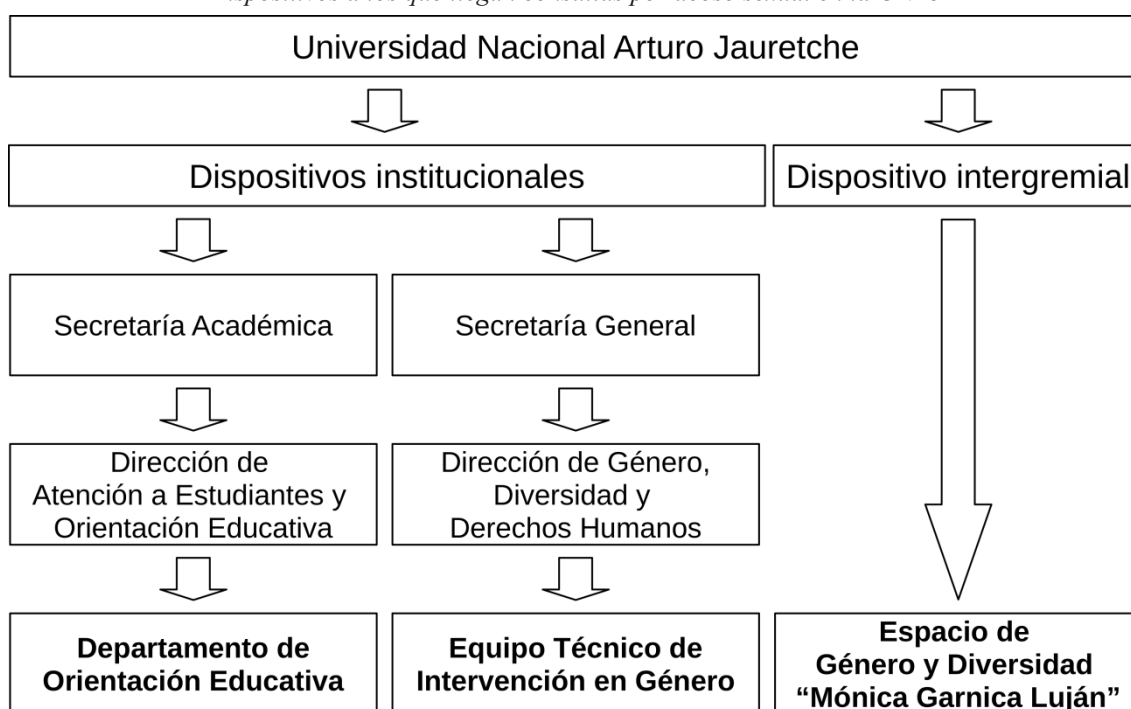 Universidad Nacional Arturo Jauretche
Dispositivos institucionales
Dispositivo intergremial
Secretaría Académica
Secretaría General
Dirección de
Atención a Estudiantes y
Orientación Educativa
Dirección de Género,
Diversidad y
Derechos Humanos
Departamento de
Orientación Educativa
Equipo Técnico de
Intervención en Género
Espacio de
Género y Diversidad
“Mónica Garnica Luján”